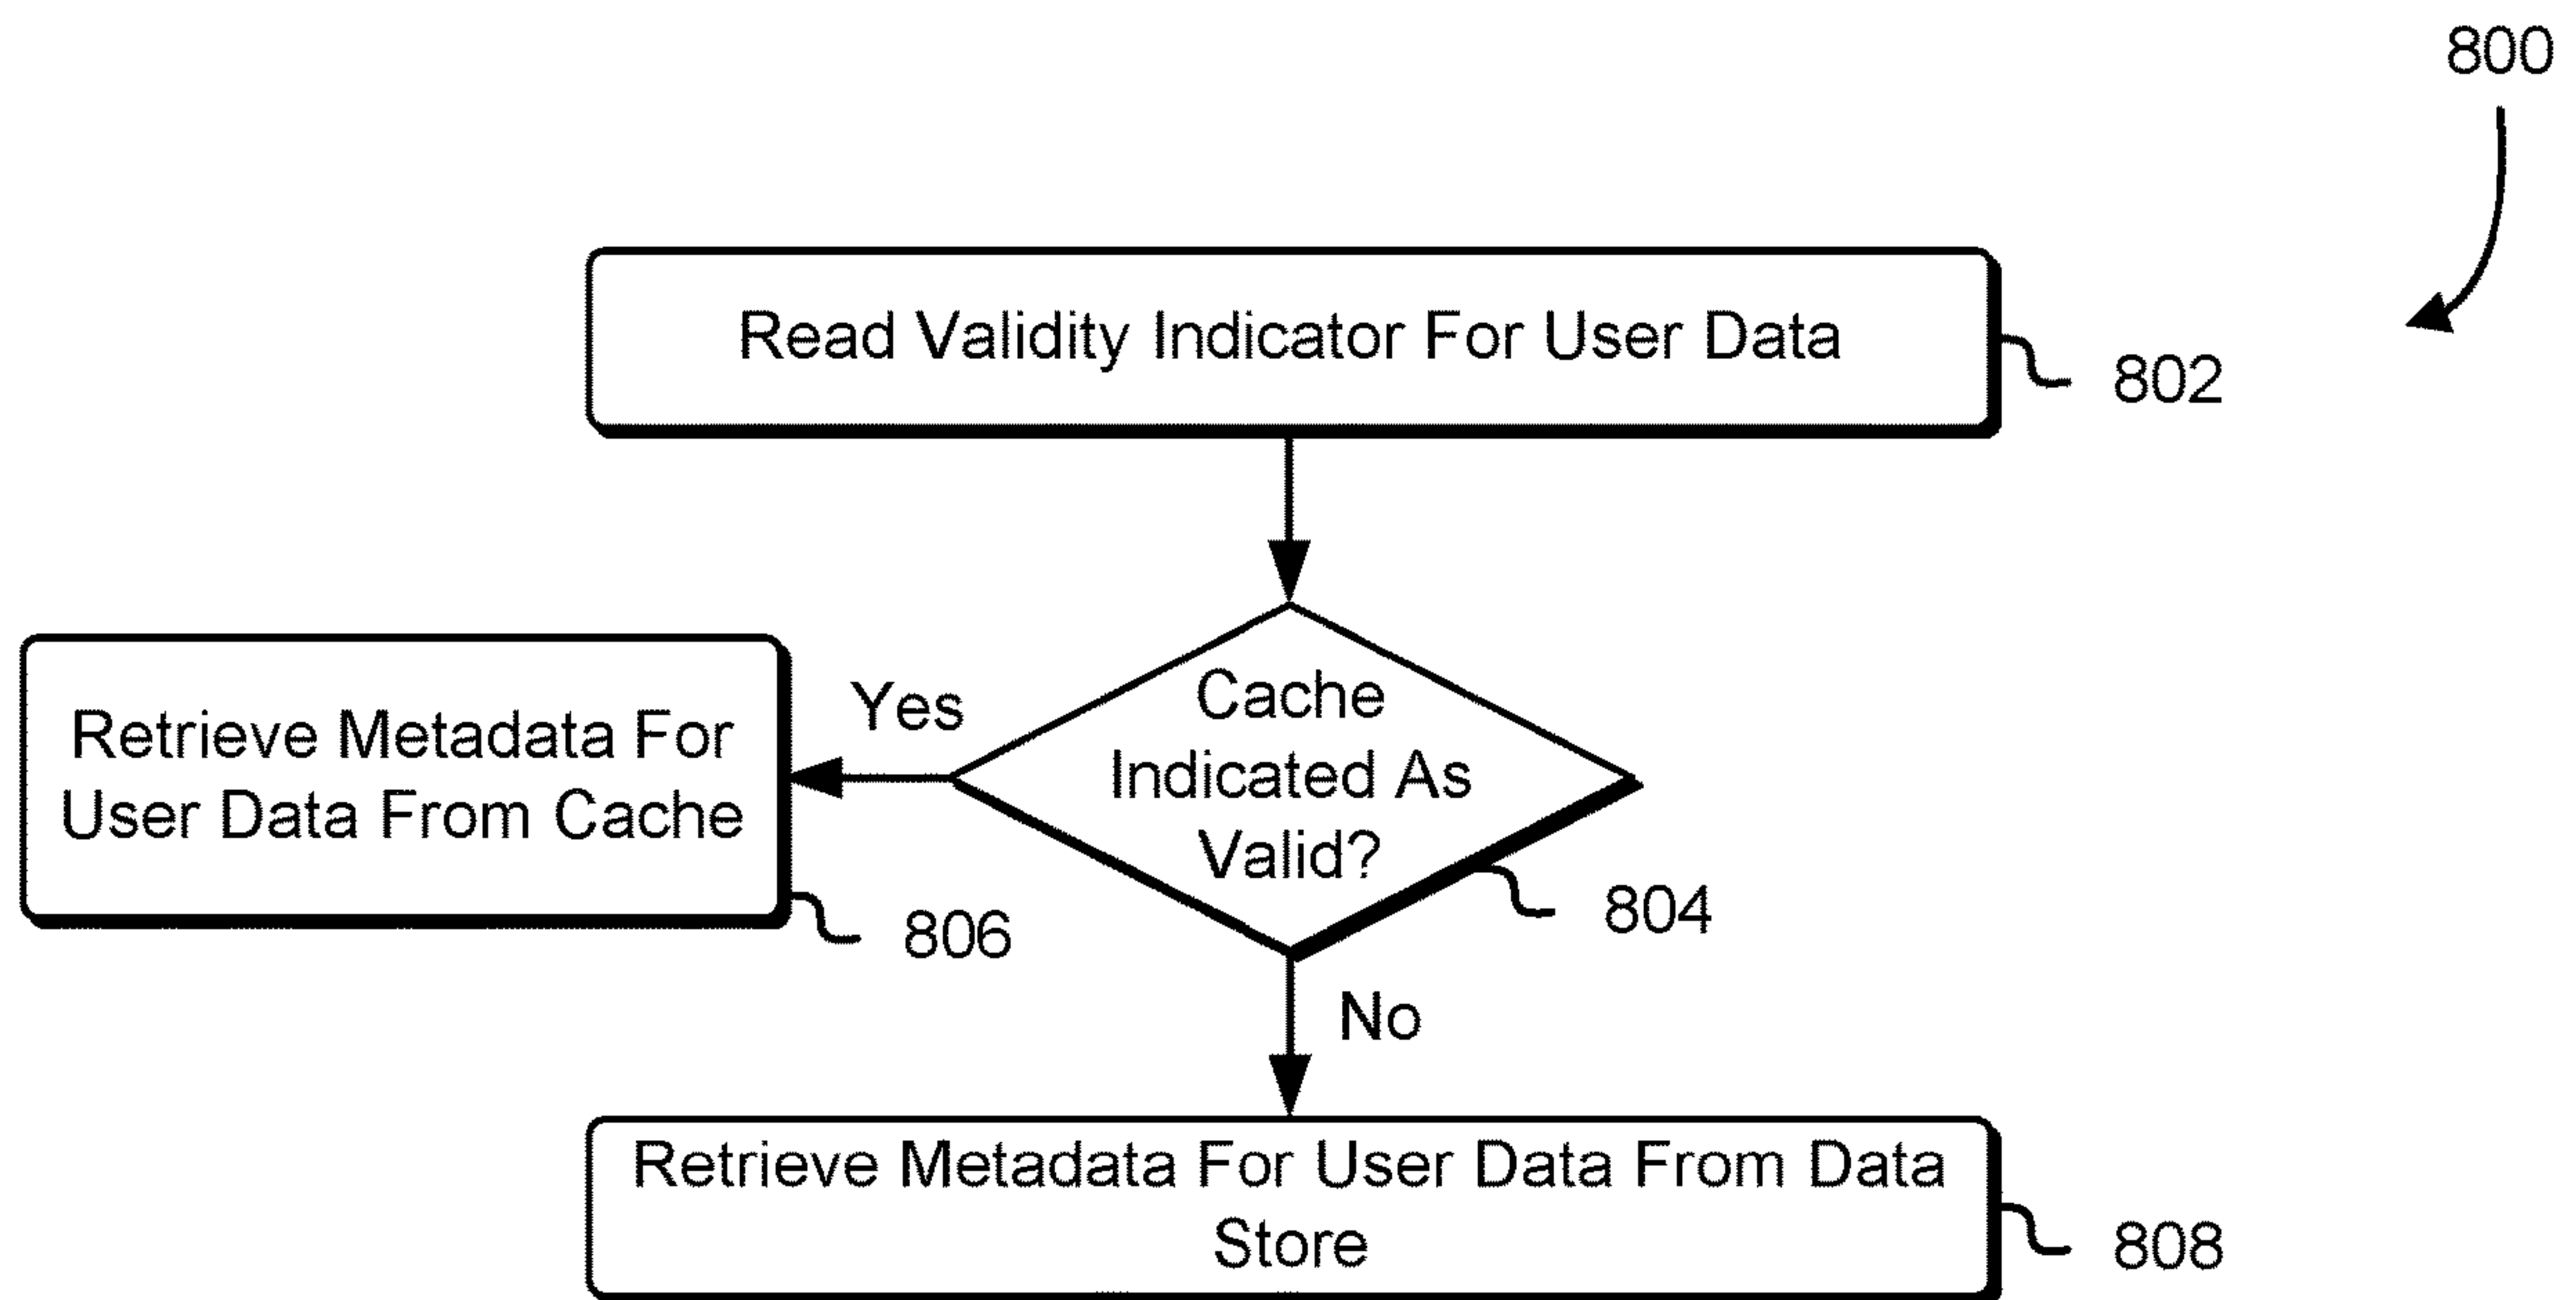 800
Read Validity Indicator For User Data
802
Cache
Indicated As
Valid?
804
Yes
Retrieve Metadata For
User Data From Cache
806
No
Retrieve Metadata For User Data From Data
Store
808